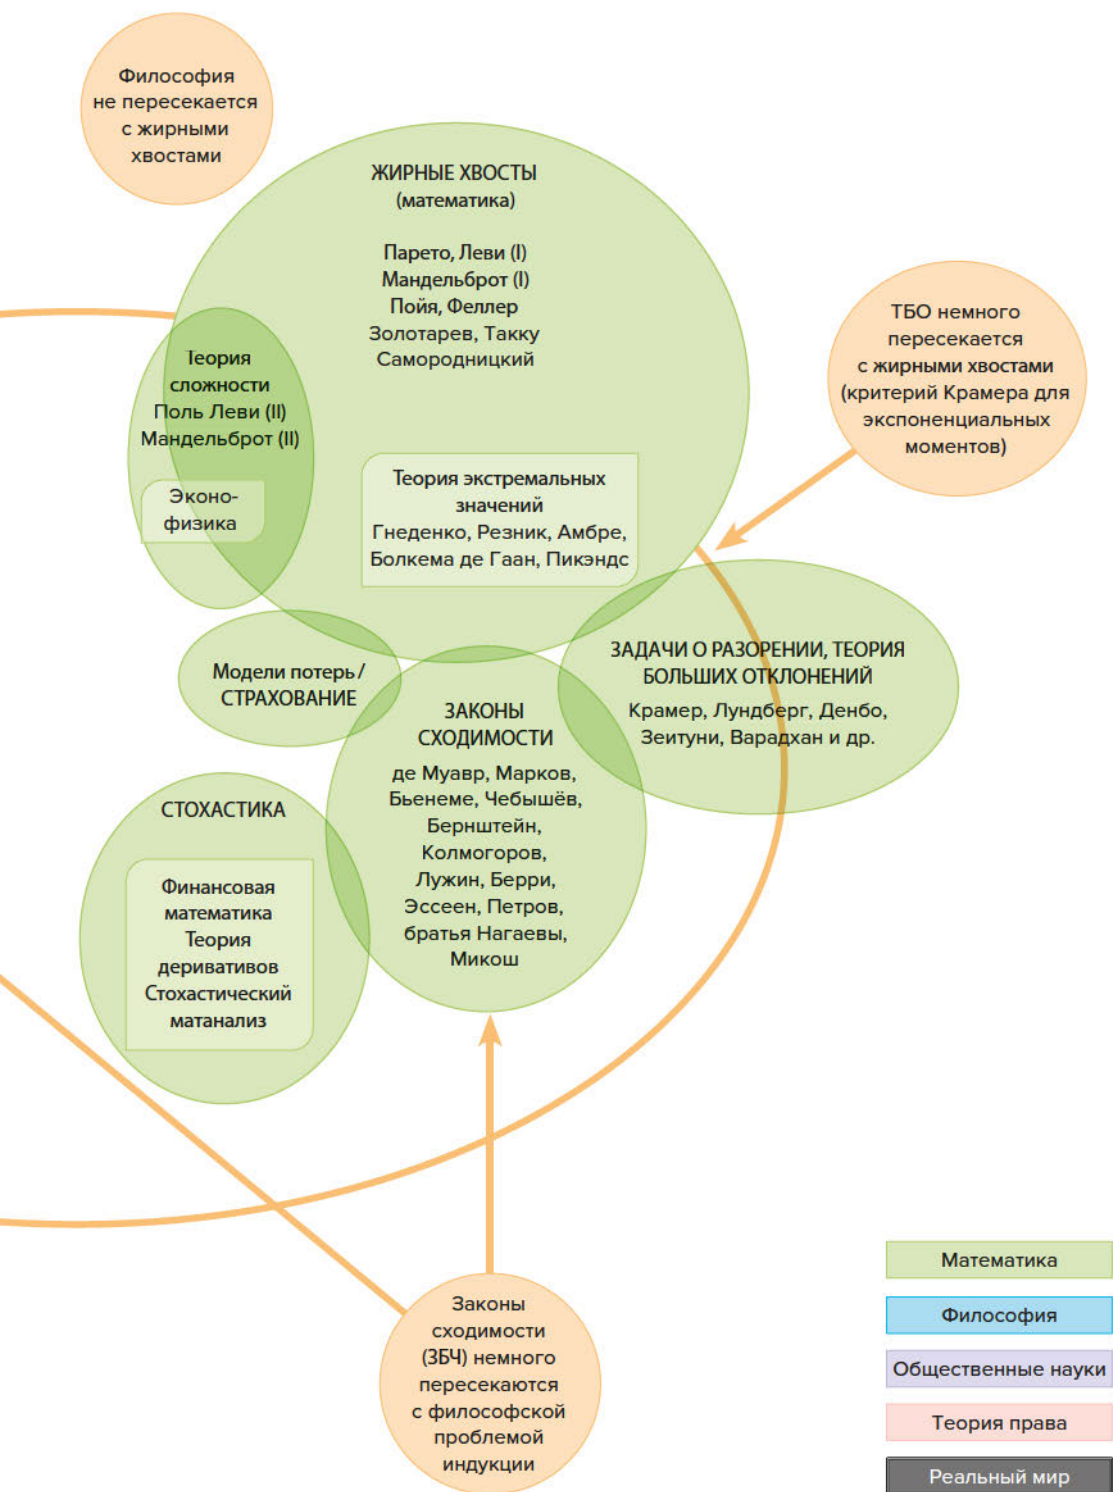 Философия
не пересекается
с жирными
хвостами
ЖИРНЫЕ ХВОСТЫ
(математика)
Парето, Леви (I)
Мандельброт (I)
Пойя, Феллер
Золотарев, Такку
Самородницкий
ТБО немного
пересекается
с жирными хвостами
(критерий Крамера для
экспоненциальных
моментов)
Теория
сложности
Поль Леви (II)
Мандельброт (II)
Эконо-
физика
Теория экстремальных
значений
Гнеденко, Резник, Амбре,
Болкема де Гаан, Пикэндс
Модели потерь /
СТРАХОВАНИЕ
ЗАДАЧИ О РАЗОРЕНИИ, ТЕОРИЯ
БОЛЬШИХ ОТКЛОНЕНИЙ
Крамер, Лундберг, Денбо,
Зеитуни, Варадхан и др.
ЗАКОНЫ
СХОДИМОСТИ
де Муавр, Марков,
Бьенеме, Чебышёв,
Бернштейн,
Колмогоров,
Лужин, Берри,
Эссеен, Петров,
братья Нагаевы,
Микош
СТОХАСТИКА
Финансовая
математика
Теория
деривативов
Стохастический
матанализ
Законы
сходимости
(ЗБЧ) немного
пересекаются
с философской
проблемой
индукции
Математика
Философия
Общественные науки
Теория права
Реальный мир